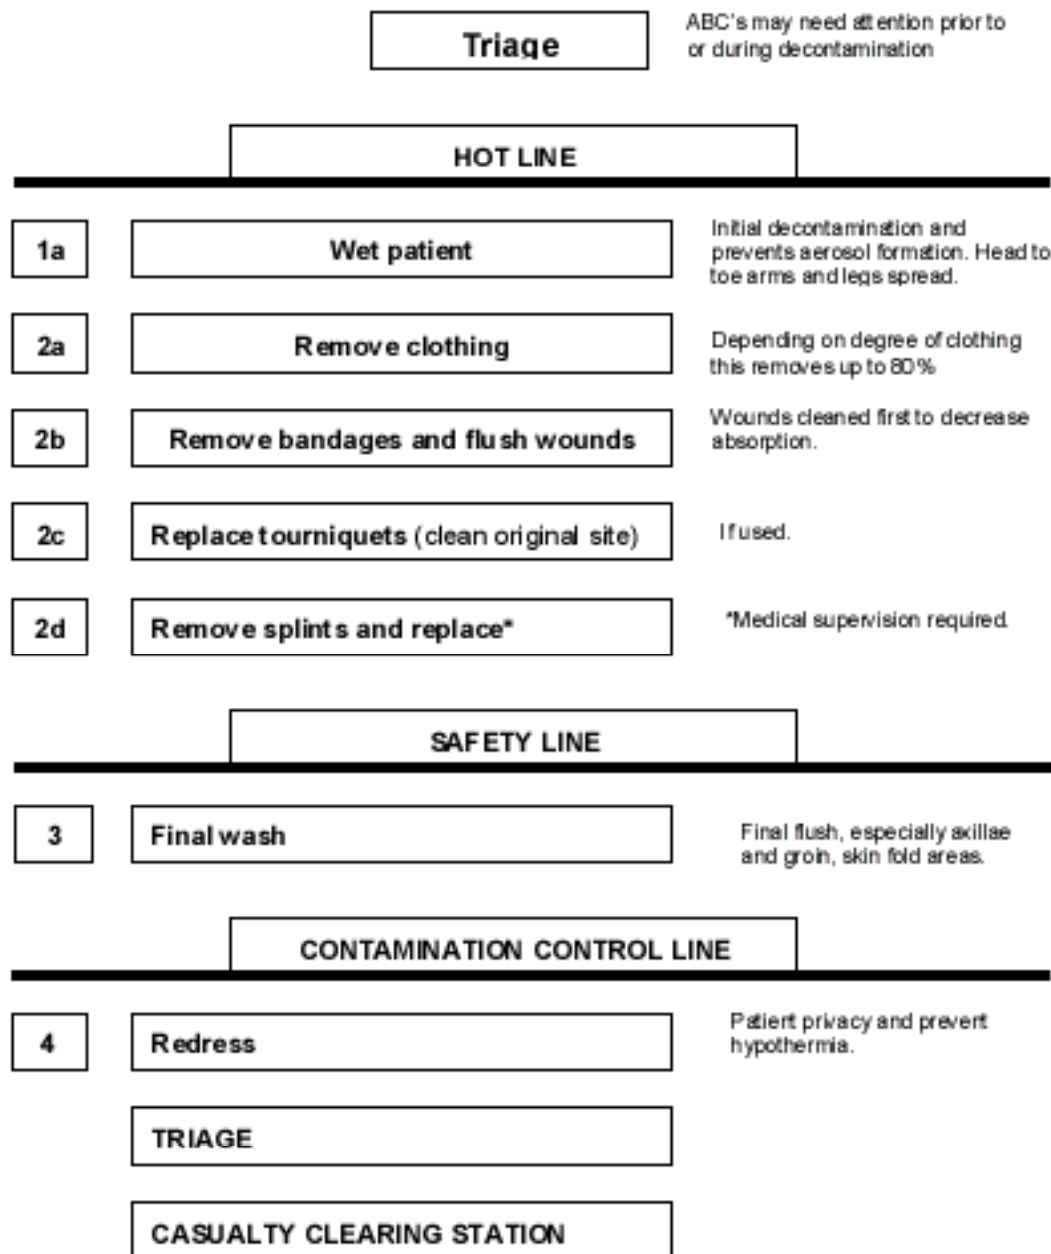 Triage
ABC's may need attention prior to
or during decontamination
HOT LINE
1a
Wet patient
Initial decontamination and
prevents aerosol formation. Head to
toe arms and legs spread.
2a
Remove clothing
Depending on degree of clothing
this removes up to 80%
2b
Remove bandages and flush wounds
Wounds cleaned first to decrease
absorption.
2c
Replace tourniquets (clean original site)
If used.
2d
Remove splints and replace*
*Medical supervision required.
SAFETY LINE
3
Final wash
Final flush, especially axillae
and groin, skin fold areas.
CONTAMINATION CONTROL LINE
4
Redress
Patient privacy and prevent
hypothermia.
TRIAGE
CASUALTY CLEARING STATION